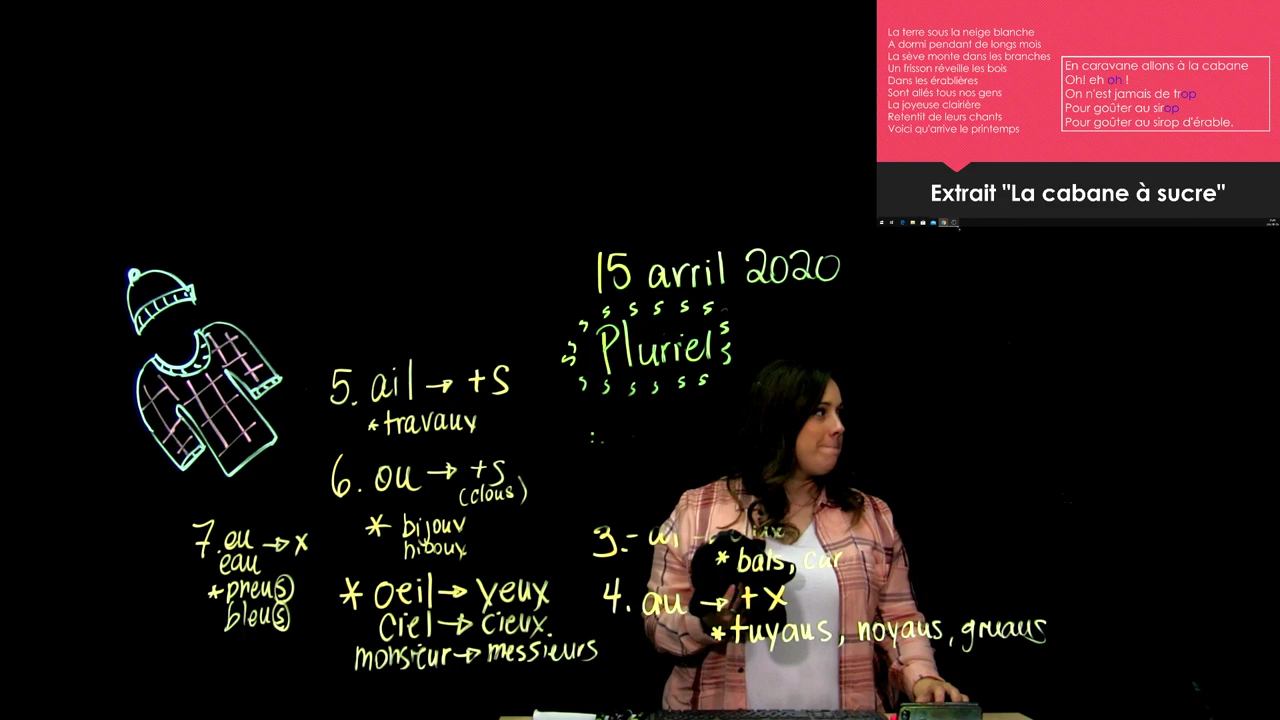 La terre sous la neige blanche
A dormi pendant de longs mois
La sève monte dans les branches
Un frisson réveille les bois
Dans les érablières
Sont allés tous nos gens
La joyeuse clairière
Retentit de leurs chants
Voici qu'arrive le printemps
En caravane allons à la cabane
Oh! eh oh !
On n'est jamais de trop
Pour goûter au sirop
Pour goûter au sirop d'érable.
Extrait "La cabane à sucre"
15 avril 2020
s s s s s
Pluriel
s s s s s s
5. ail → +s
*travaux
6. ou → +s
(clous)
* bijoux
hiboux
7. eu → x
eau
*pneus
bleus
* oeil → yeux
ciel → cieux.
monsieur → messieurs
3.-
* bals, car
4. au → +x
*tuyaus, noyaus, gruaus